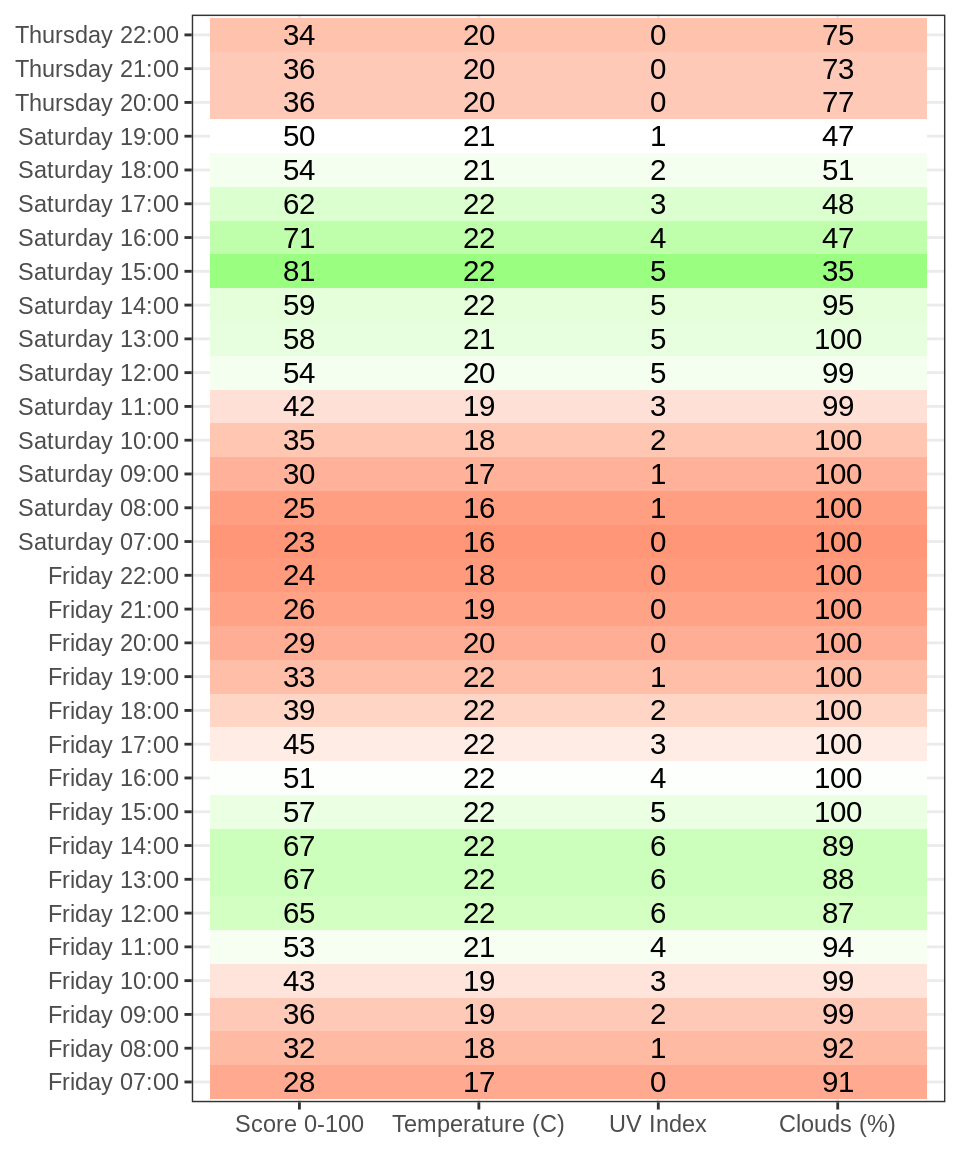 Thursday 22:00 34 20 0 75
Thursday 21:00 36 20 0 73
Thursday 20:00 36 20 0 77
Saturday 19:00 50 21 1 47
Saturday 18:00 54 21 2 51
Saturday 17:00 62 22 3 48
Saturday 16:00 71 22 4 47
Saturday 15:00 81 22 5 35
Saturday 14:00 59 22 5 95
Saturday 13:00 58 21 5 100
Saturday 12:00 54 20 5 99
Saturday 11:00 42 19 3 99
Saturday 10:00 35 18 2 100
Saturday 09:00 30 17 1 100
Saturday 08:00 25 16 1 100
Saturday 07:00 23 16 0 100
Friday 22:00 24 18 0 100
Friday 21:00 26 19 0 100
Friday 20:00 29 20 0 100
Friday 19:00 33 22 1 100
Friday 18:00 39 22 2 100
Friday 17:00 45 22 3 100
Friday 16:00 51 22 4 100
Friday 15:00 57 22 5 100
Friday 14:00 67 22 6 89
Friday 13:00 67 22 6 88
Friday 12:00 65 22 6 87
Friday 11:00 53 21 4 94
Friday 10:00 43 19 3 99
Friday 09:00 36 19 2 99
Friday 08:00 32 18 1 92
Friday 07:00 28 17 0 91
Score 0-100 Temperature (C) UV Index Clouds (%)